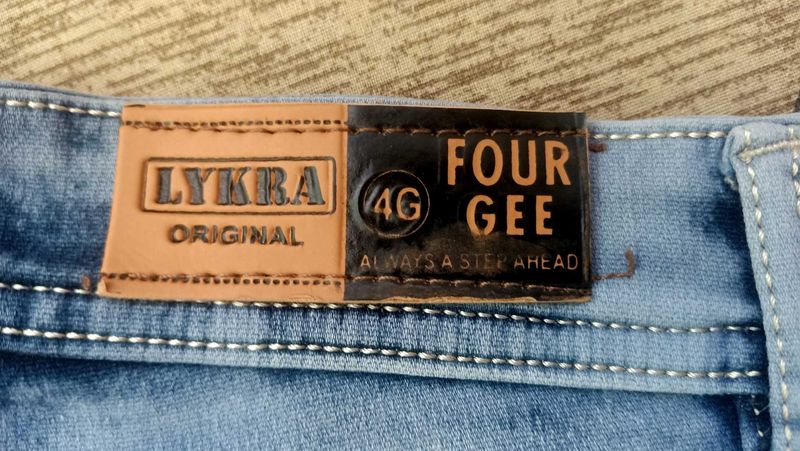 LYKRA
ORIGINAL
4G
FOUR
GEE
ALWAYS A STEP AHEAD